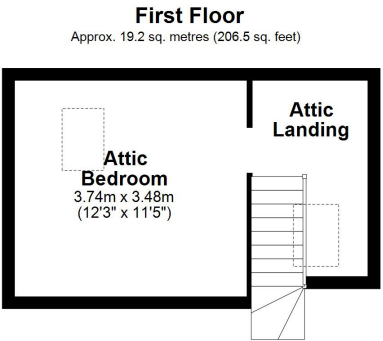 First Floor
Approx. 19.2 sq. metres (206.5 sq. feet)
Attic
Landing
Attic
Bedroom
3.74m x 3.48m
(12'3" x 11'5")